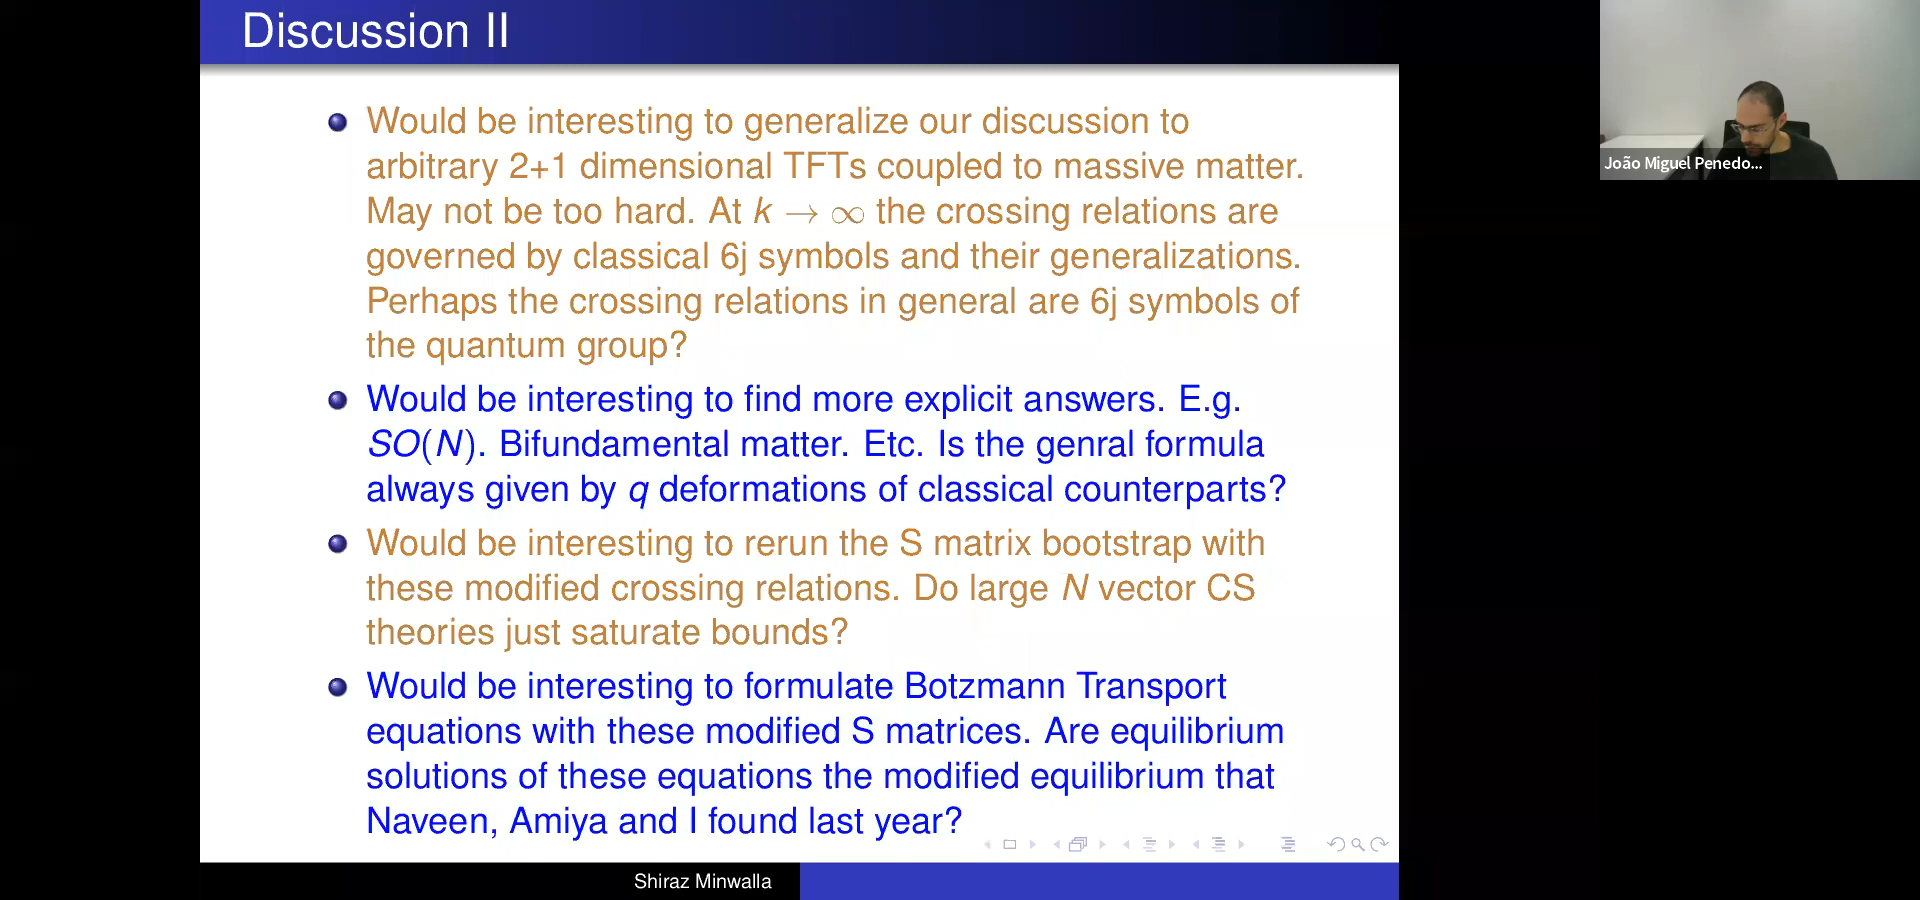 Discussion II
Would be interesting to generalize our discussion to
arbitrary 2+1 dimensional TFTs coupled to massive matter.
May not be too hard. At k → ∞ the crossing relations are
governed by classical 6j symbols and their generalizations.
Perhaps the crossing relations in general are 6j symbols of
the quantum group?
Would be interesting to find more explicit answers. E.g.
SO(N). Bifundamental matter. Etc. Is the genral formula
always given by q deformations of classical counterparts?
Would be interesting to rerun the S matrix bootstrap with
these modified crossing relations. Do large N vector CS
theories just saturate bounds?
Would be interesting to formulate Botzmann Transport
equations with these modified S matrices. Are equilibrium
solutions of these equations the modified equilibrium that
Naveen, Amiya and I found last year?
Shiraz Minwalla
João Miguel Penedo...